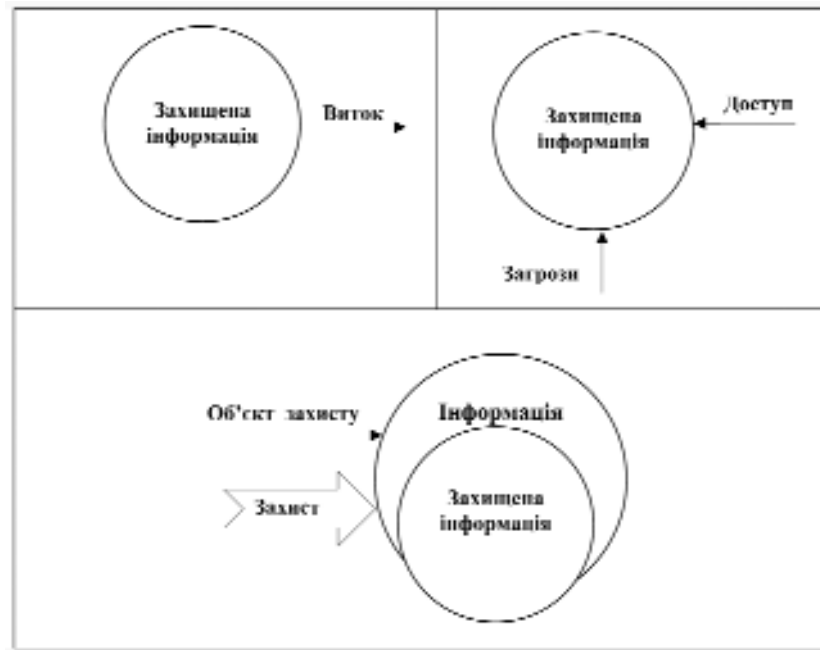 Захищена
інформація
Виток
Захищена
інформація
Доступ
Загрози
Об'єкт захисту
Інформація
Захист
Захищена
інформація